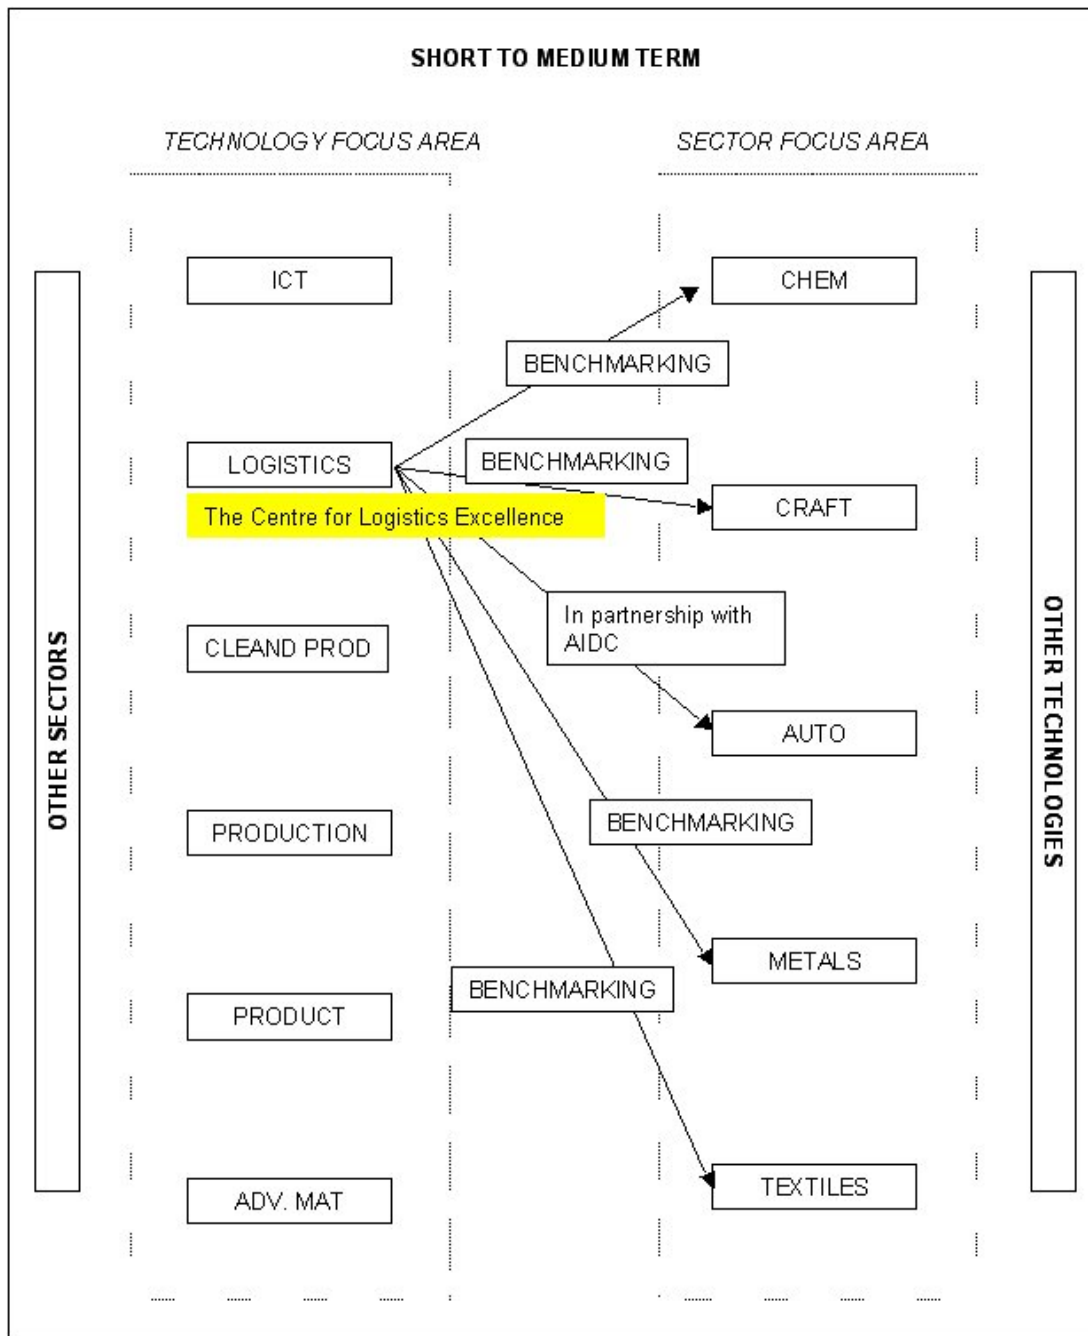 SHORT TO MEDIUM TERM
TECHNOLOGY FOCUS AREA
SECTOR FOCUS AREA
OTHER SECTORS
ICT
CHEM
BENCHMARKING
LOGISTICS
BENCHMARKING
The Centre for Logistics Excellence
CRAFT
In partnership with
AIDC
CLEAND PROD
AUTO
PRODUCTION
BENCHMARKING
METALS
BENCHMARKING
PRODUCT
ADV. MAT
TEXTILES
OTHER TECHNOLOGIES